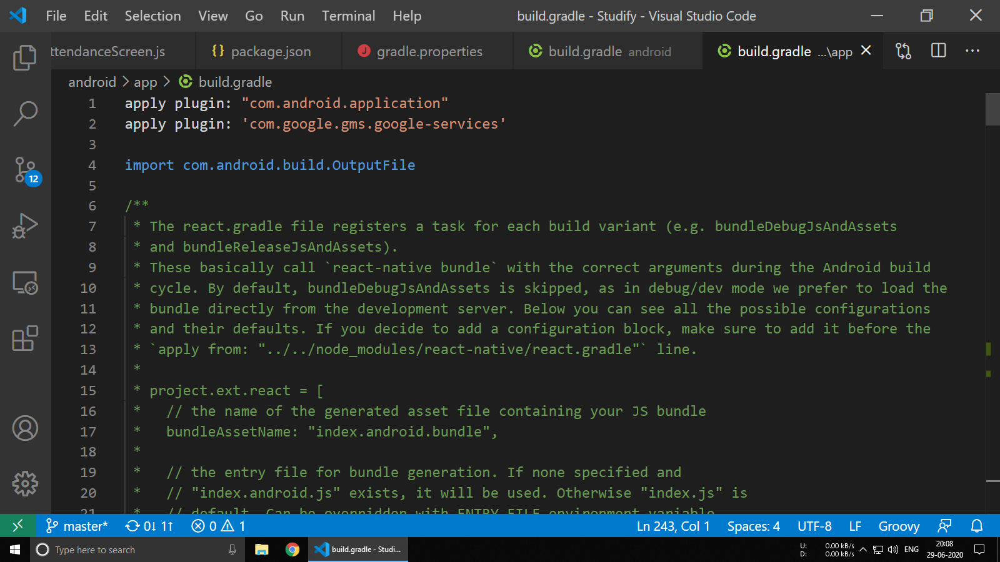 File Edit Selection View Go Run Terminal Help build.gradle - Studify - Visual Studio Code
ttendanceScreen.js {} package.json J gradle.properties build.gradle android build.gradle ...\app
android > app > build.gradle
1 apply plugin: "com.android.application"
2 apply plugin: 'com.google.gms.google-services'
3
4 import com.android.build.OutputFile
5
6 /**
7 * The react.gradle file registers a task for each build variant (e.g. bundleDebugJsAndAssets
8 * and bundleReleaseJsAndAssets).
9 * These basically call `react-native bundle` with the correct arguments during the Android build
10 * cycle. By default, bundleDebugJsAndAssets is skipped, as in debug/dev mode we prefer to load the
11 * bundle directly from the development server. Below you can see all the possible configurations
12 * and their defaults. If you decide to add a configuration block, make sure to add it before the
13 * `apply from: "../../node_modules/react-native/react.gradle"` line.
14 *
15 * project.ext.react = [
16 *   // the name of the generated asset file containing your JS bundle
17 *   bundleAssetName: "index.android.bundle",
18 *
19 *   // the entry file for bundle generation. If none specified and
20 *   // "index.android.js" exists, it will be used. Otherwise "index.js" is
21 *   // default. Can be overridden with ENTRY_FILE environment variable.
12
master* 0↓ 1↑ 0 1 Ln 243, Col 1 Spaces: 4 UTF-8 LF Groovy
Type here to search build.gradle - Studi... U: 0.00 kB/s D: 0.00 kB/s ENG 20:08 29-06-2020